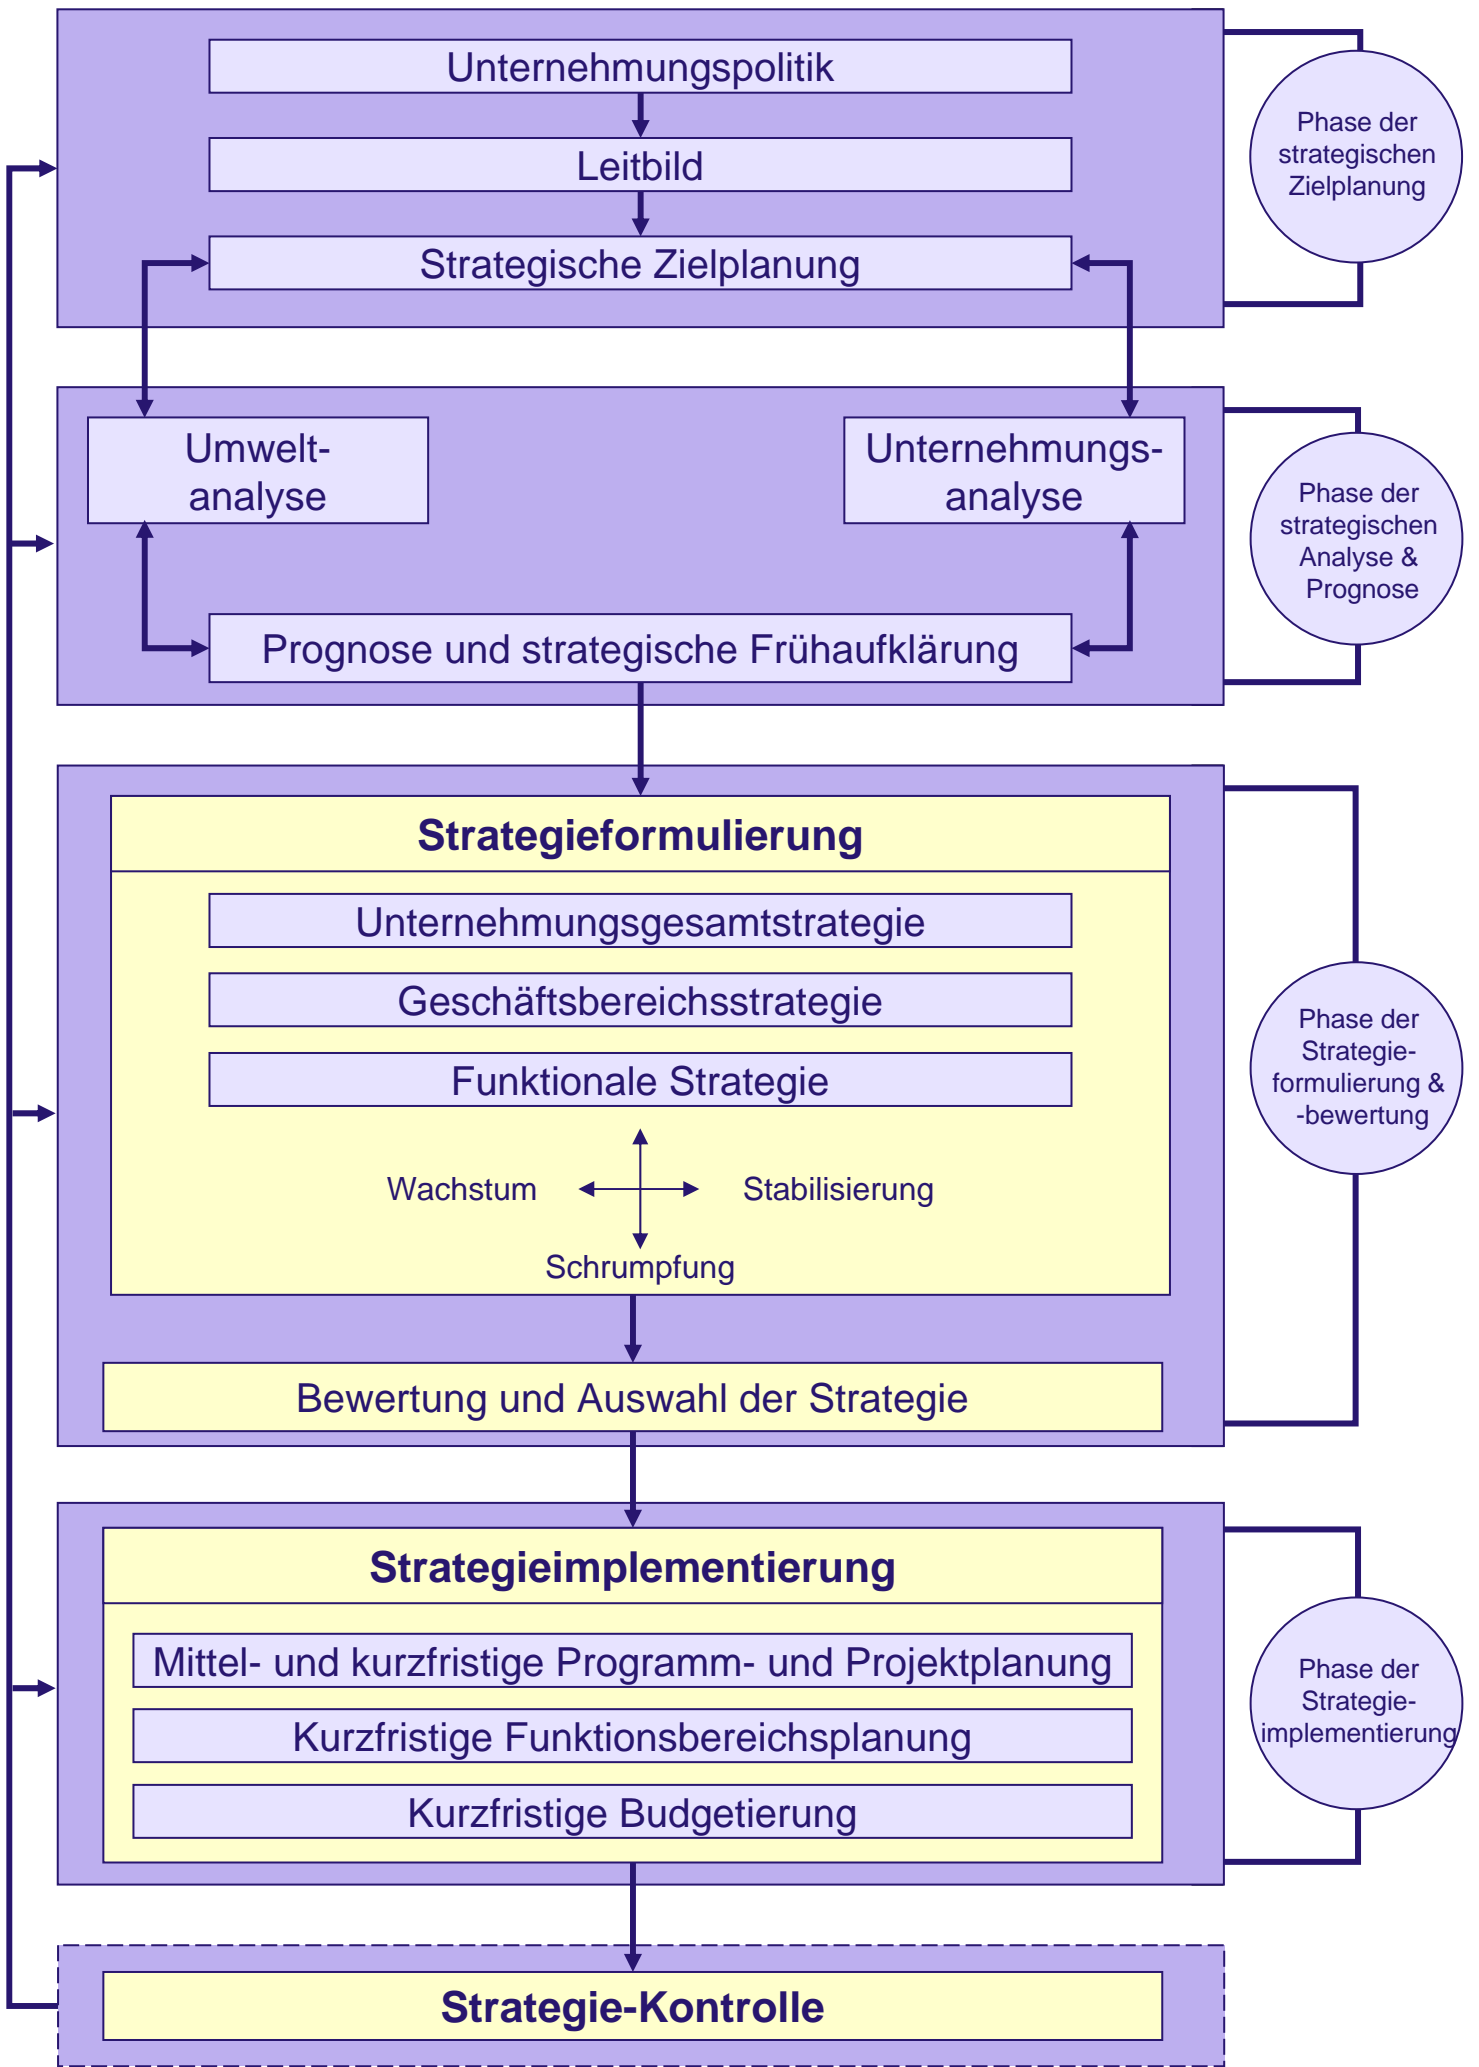 Unternehmungspolitik
Leitbild
Strategische Zielplanung
Phase der
strategischen
Zielplanung
Umwelt-
analyse
Unternehmungs-
analyse
Prognose und strategische Frühaufklärung
Phase der
strategischen
Analyse &
Prognose
Strategieformulierung
Unternehmungsgesamtstrategie
Geschäftsbereichsstrategie
Funktionale Strategie
Wachstum
Stabilisierung
Schrumpfung
Bewertung und Auswahl der Strategie
Phase der
Strategie-
formulierung &
-bewertung
Strategieimplementierung
Mittel- und kurzfristige Programm- und Projektplanung
Kurzfristige Funktionsbereichsplanung
Kurzfristige Budgetierung
Phase der
Strategie-
implementierung
Strategie-Kontrolle